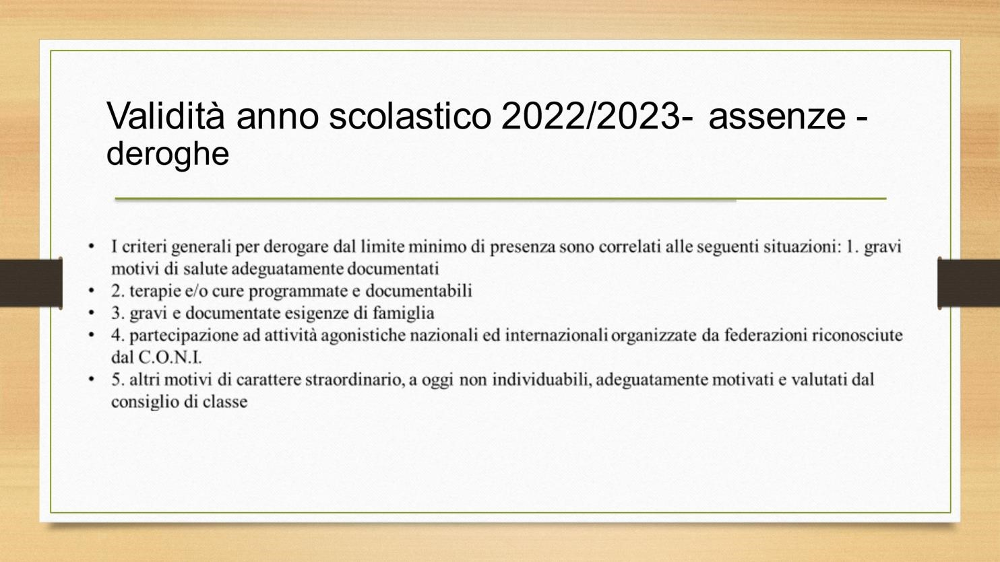 Validità anno scolastico 2022/2023- assenze -
deroghe
• I criteri generali per derogare dal limite minimo di presenza sono correlati alle seguenti situazioni: 1. gravi
motivi di salute adeguatamente documentati
• 2. terapie e/o cure programmate e documentabili
• 3. gravi e documentate esigenze di famiglia
• 4. partecipazione ad attività agonistiche nazionali ed internazionali organizzate da federazioni riconosciute
dal C.O.N.I.
• 5. altri motivi di carattere straordinario, a oggi non individuabili, adeguatamente motivati e valutati dal
consiglio di classe